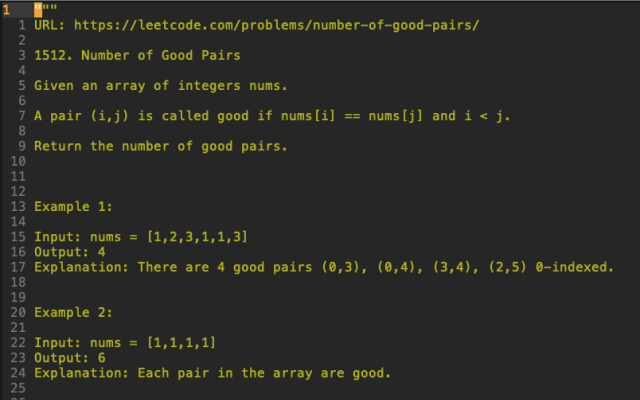 1 """
1 URL: https://leetcode.com/problems/number-of-good-pairs/
2
3 1512. Number of Good Pairs
4
5 Given an array of integers nums.
6
7 A pair (i,j) is called good if nums[i] == nums[j] and i < j.
8
9 Return the number of good pairs.
10
11
12
13 Example 1:
14
15 Input: nums = [1,2,3,1,1,3]
16 Output: 4
17 Explanation: There are 4 good pairs (0,3), (0,4), (3,4), (2,5) 0-indexed.
18
19
20 Example 2:
21
22 Input: nums = [1,1,1,1]
23 Output: 6
24 Explanation: Each pair in the array are good.
25